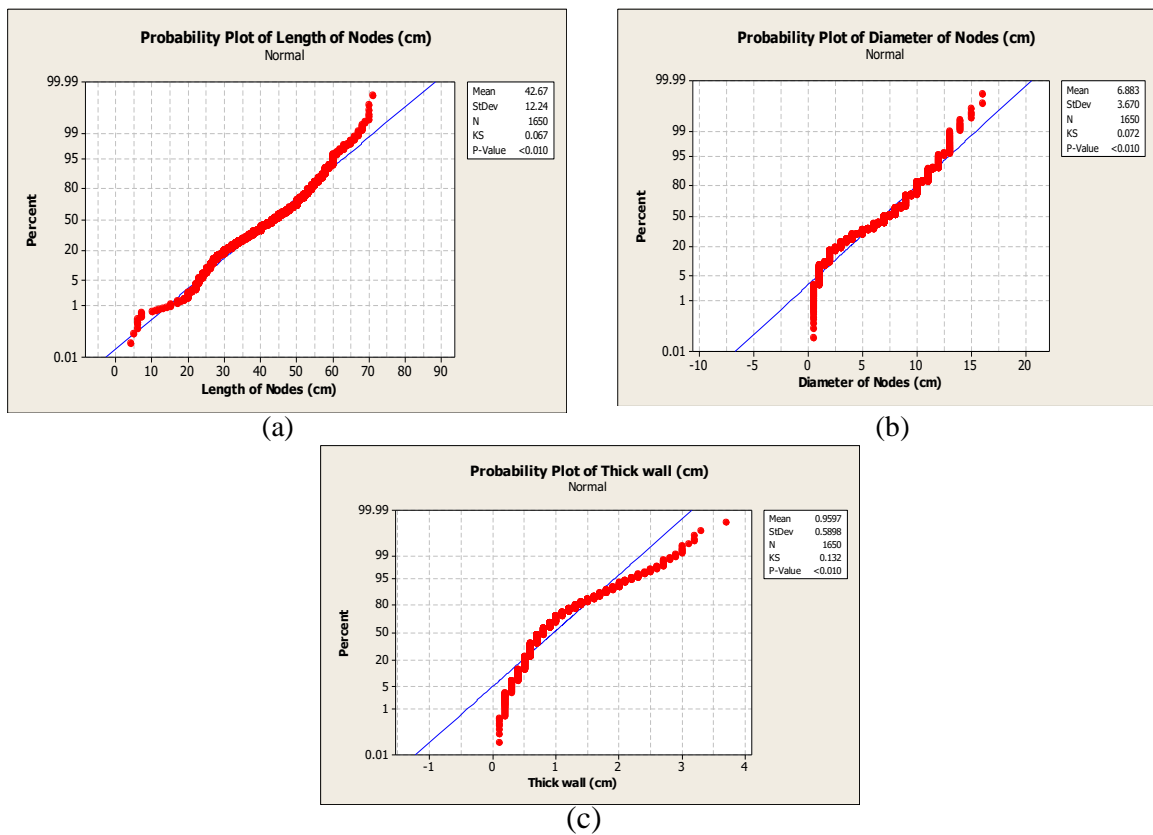 Probability Plot of Length of Nodes (cm)
Normal
99.99
99
95
80
50
20
5
1
0.01
Percent
0 10 20 30 40 50 60 70 80 90
Length of Nodes (cm)
Mean 42.67
StDev 12.24
N 1650
KS 0.067
P-Value <0.010
(a)
Probability Plot of Diameter of Nodes (cm)
Normal
99.99
99
95
80
50
20
5
1
0.01
Percent
-10 -5 0 5 10 15 20
Diameter of Nodes (cm)
Mean 6.883
StDev 3.670
N 1650
KS 0.072
P-Value <0.010
(b)
Probability Plot of Thick wall (cm)
Normal
99.99
99
95
80
50
20
5
1
0.01
Percent
-1 0 1 2 3 4
Thick wall (cm)
Mean 0.9597
StDev 0.5898
N 1650
KS 0.132
P-Value <0.010
(c)